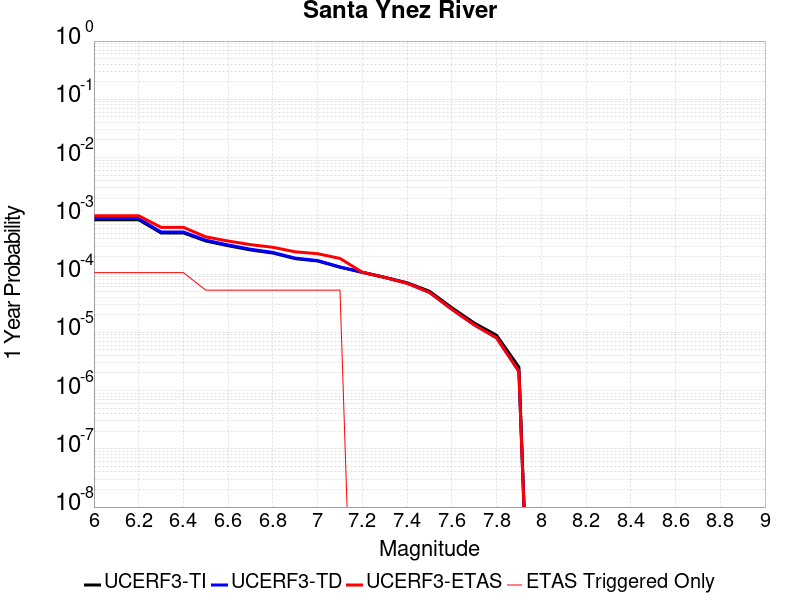 Santa Ynez River
1 Year Probability
10 0
10 -1
10 -2
10 -3
10 -4
10 -5
10 -6
10 -7
10 -8
6 6.2 6.4 6.6 6.8 7 7.2 7.4 7.6 7.8 8 8.2 8.4 8.6 8.8 9
Magnitude
UCERF3-TI UCERF3-TD UCERF3-ETAS ETAS Triggered Only